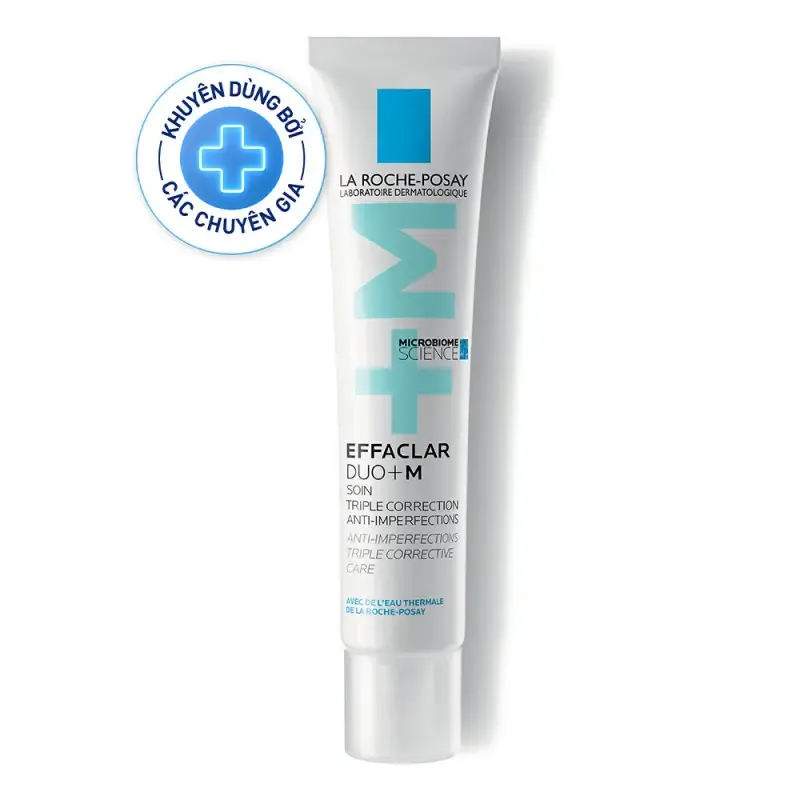 KHUYÊN DÙNG BỞI
CÁC CHUYÊN GIA
LA ROCHE-POSAY
LABORATOIRE DERMATOLOGIQUE
+M
MICROBIOME
SCIENCE
EFFACLAR
DUO+M
SOIN
TRIPLE CORRECTION
ANTI-IMPERFECTIONS
ANTI-IMPERFECTIONS
TRIPLE CORRECTIVE
CARE
AVEC DE L'EAU THERMALE
DE LA ROCHE-POSAY